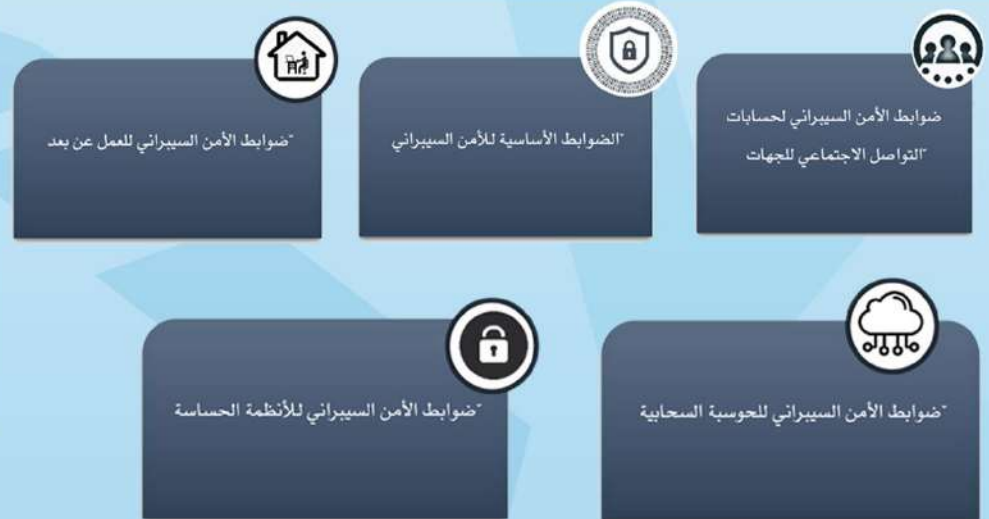 ضوابط الأمن السيبراني لحسابات
"التواصل الاجتماعي للجهات
"الضوابط الأساسية للأمن السيبراني
"ضوابط الأمن السيبراني للعمل عن بعد
"ضوابط الأمن السيبراني للحوسبة السحابية
"ضوابط الأمن السيبراني للأنظمة الحساسة